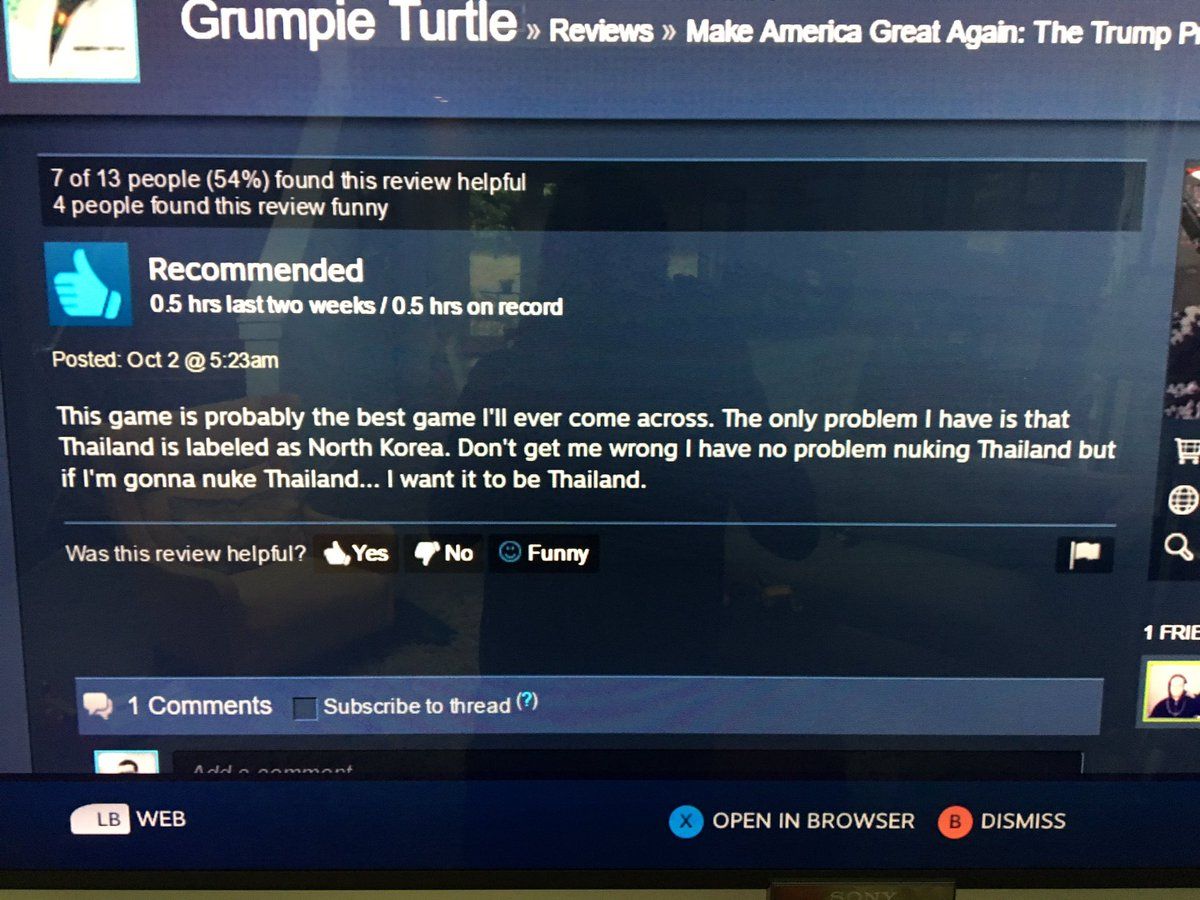 Grumpie Turtle » Reviews » Make America Great Again: The Trump Pr
7 of 13 people (54%) found this review helpful
4 people found this review funny
Recommended
0.5 hrs last two weeks / 0.5 hrs on record
Posted: Oct 2 @ 5:23am
This game is probably the best game I'll ever come across. The only problem I have is that
Thailand is labeled as North Korea. Don't get me wrong I have no problem nuking Thailand but
if I'm gonna nuke Thailand... I want it to be Thailand.
Was this review helpful? Yes No Funny
1 FRIE
1 Comments Subscribe to thread (?)
Add a comment
LB WEB X OPEN IN BROWSER B DISMISS
SONY